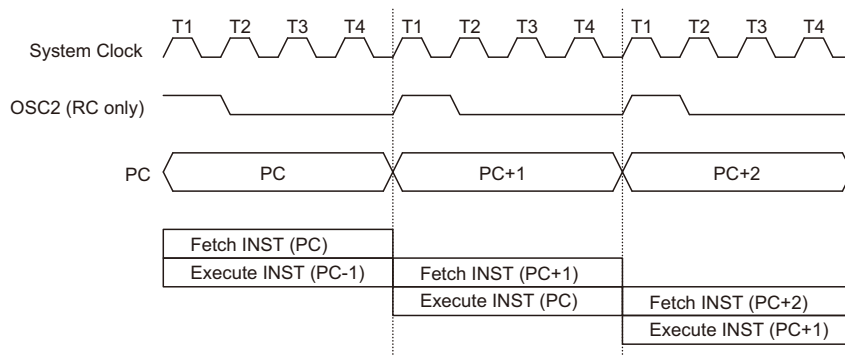 T1 T2 T3 T4 T1 T2 T3 T4 T1 T2 T3 T4
System Clock
OSC2 (RC only)
PC PC PC+1 PC+2
Fetch INST (PC)
Execute INST (PC-1) Fetch INST (PC+1)
Execute INST (PC) Fetch INST (PC+2)
Execute INST (PC+1)